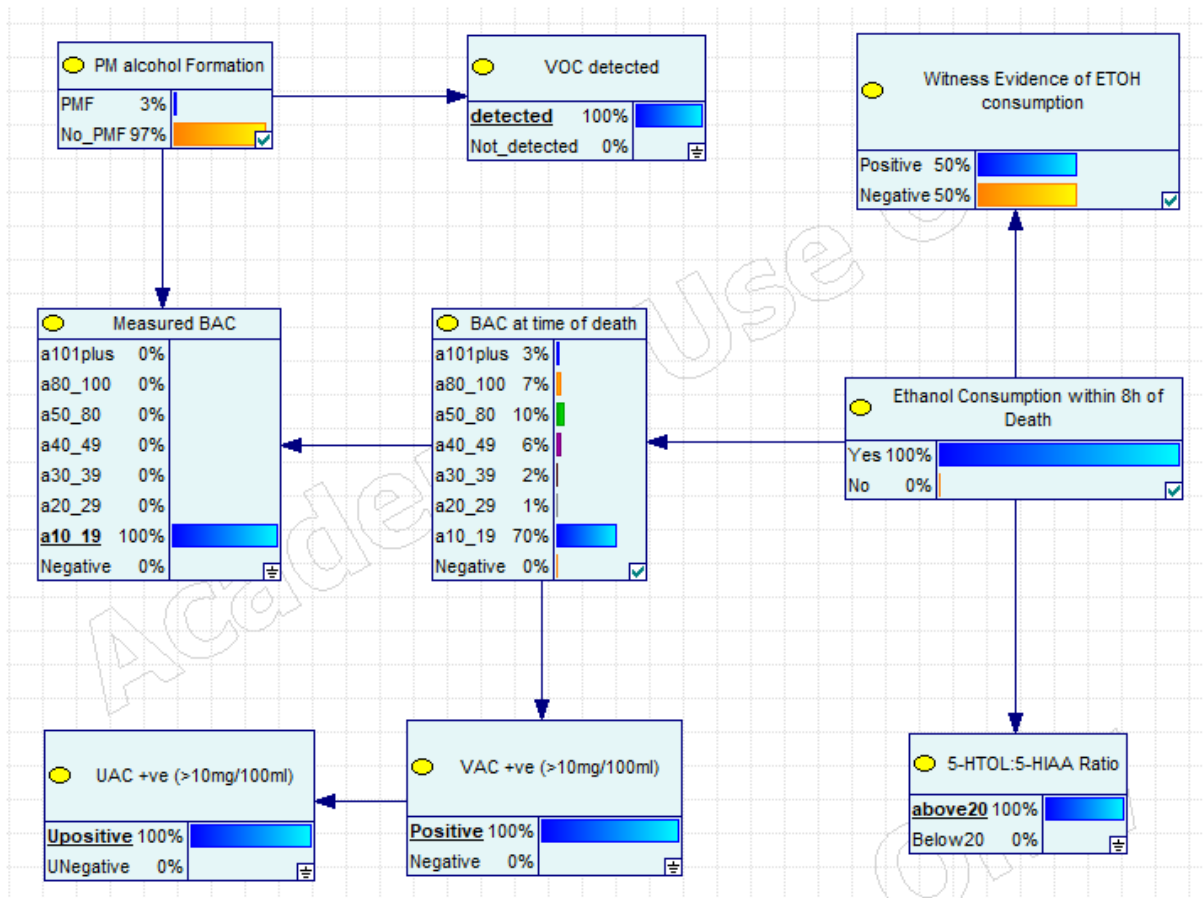 PM alcohol Formation
PMF 3%
No_PMF 97%
VOC detected
detected 100%
Not_detected 0%
Witness Evidence of ETOH
consumption
Positive 50%
Negative 50%
Measured BAC
a101plus 0%
a80_100 0%
a50_80 0%
a40_49 0%
a30_39 0%
a20_29 0%
a10_19 100%
Negative 0%
BAC at time of death
a101plus 3%
a80_100 7%
a50_80 10%
a40_49 6%
a30_39 2%
a20_29 1%
a10_19 70%
Negative 0%
Ethanol Consumption within 8h of
Death
Yes 100%
No 0%
UAC +ve (>10mg/100ml)
Upositive 100%
UNegative 0%
VAC +ve (>10mg/100ml)
Positive 100%
Negative 0%
5-HTOL:5-HIAA Ratio
above20 100%
Below20 0%
Use